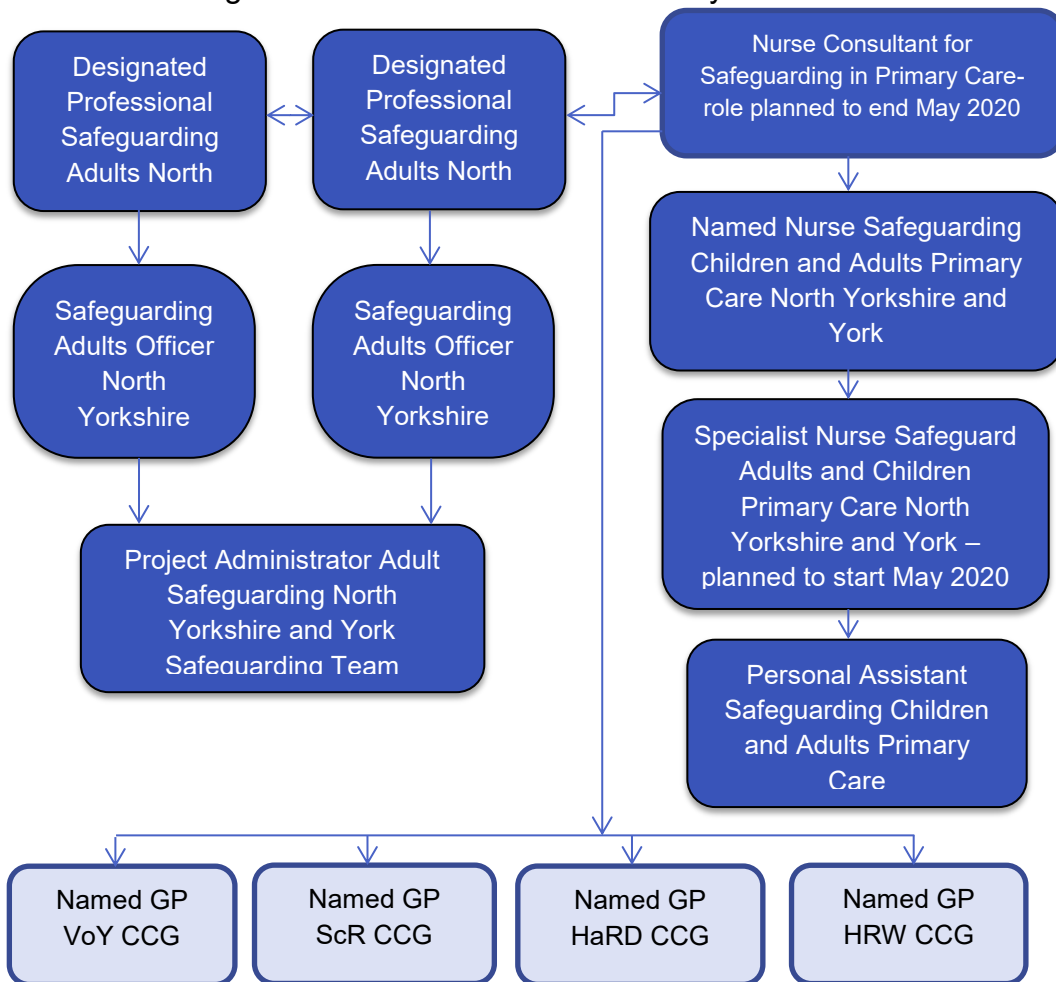 Designated
Professional
Safeguarding
Adults North
Designated
Professional
Safeguarding
Adults North
Nurse Consultant for
Safeguarding in Primary Care-
role planned to end May 2020
Named Nurse Safeguarding
Children and Adults Primary
Care North Yorkshire and
York
Safeguarding
Adults Officer
North
Yorkshire
Safeguarding
Adults Officer
North
Yorkshire
Specialist Nurse Safeguard
Adults and Children
Primary Care North
Yorkshire and York –
planned to start May 2020
Project Administrator Adult
Safeguarding North
Yorkshire and York
Safeguarding Team
Personal Assistant
Safeguarding Children
and Adults Primary
Care
Named GP
VoY CCG
Named GP
ScR CCG
Named GP
HaRD CCG
Named GP
HRW CCG